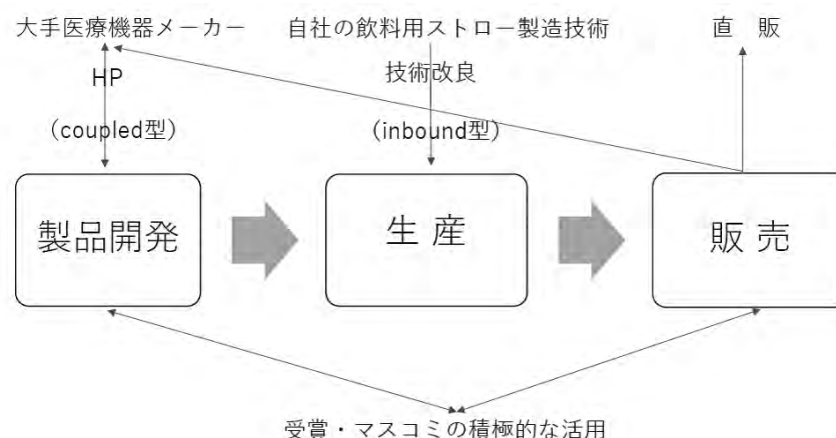 大手医療機器メーカー
自社の飲料用ストロー製造技術
直 販
HP
技術改良
(coupled型)
(inbound型)
製品開発
生 産
販 売
受賞・マスコミの積極的な活用